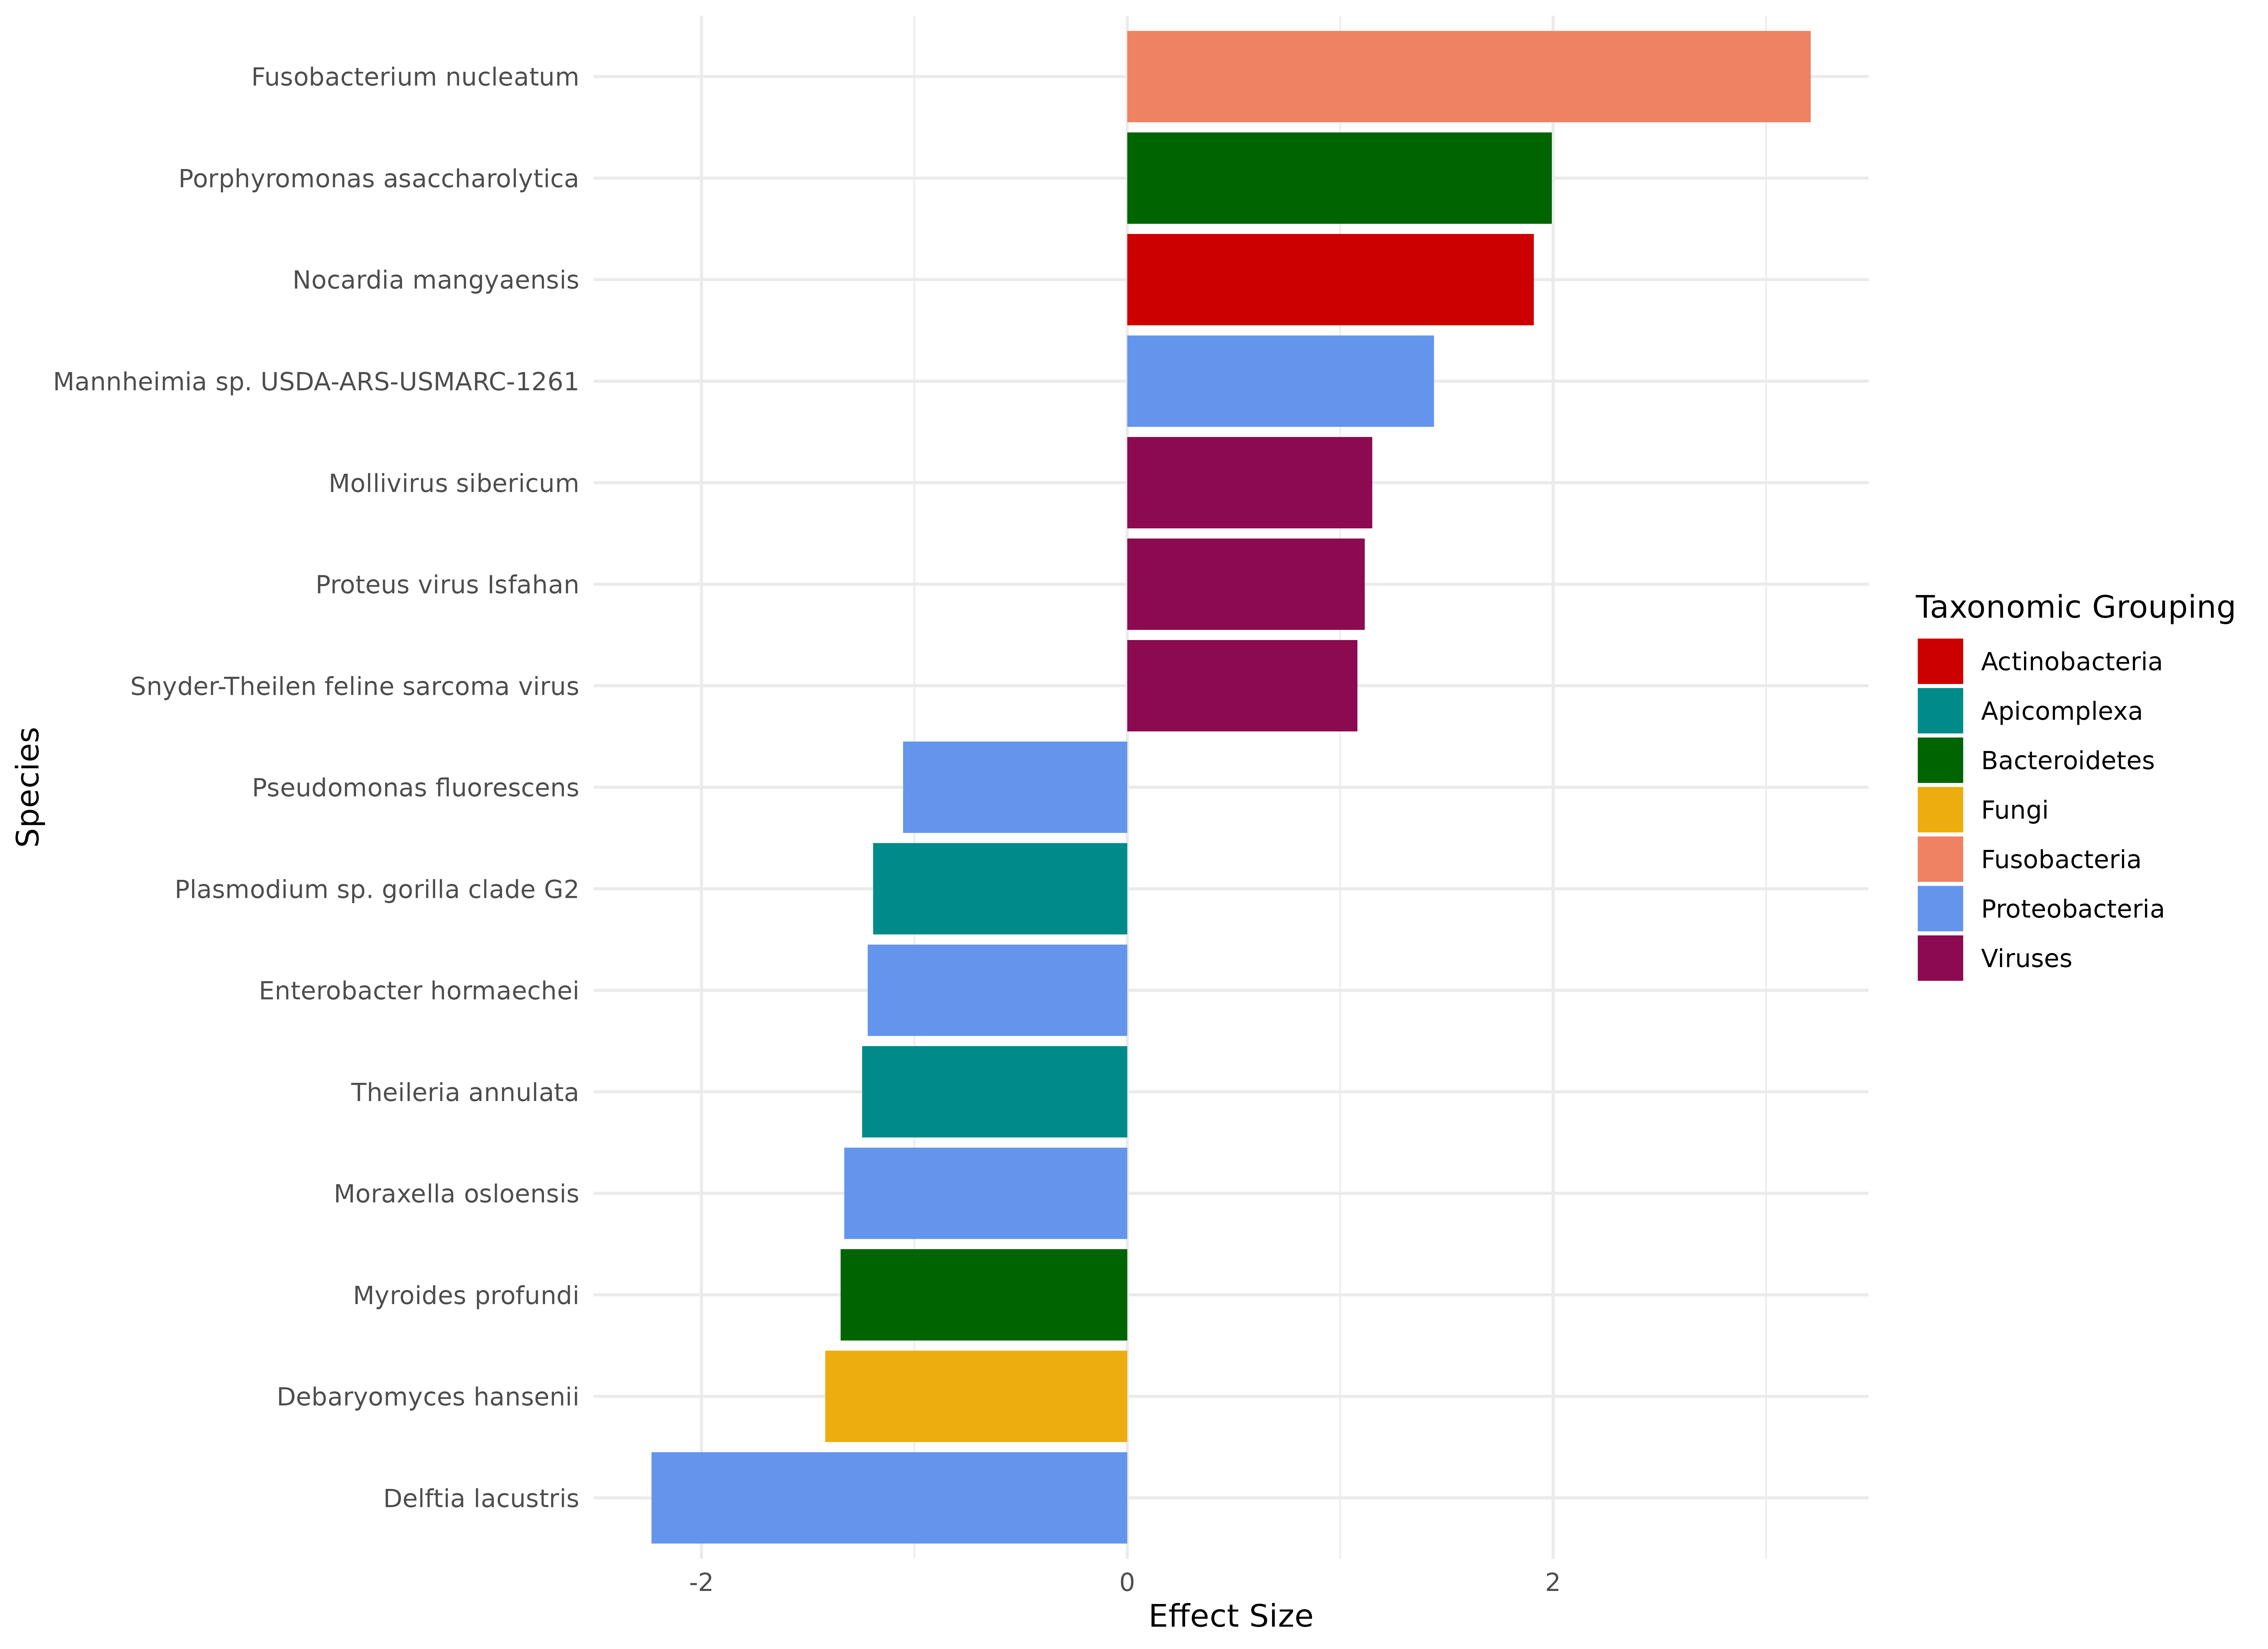 Fusobacterium nucleatum
Porphyromonas asaccharolytica
Nocardia mangyaensis
Mannheimia sp. USDA-ARS-USMARC-1261
Mollivirus sibericum
Proteus virus Isfahan
Snyder-Theilen feline sarcoma virus
Pseudomonas fluorescens
Plasmodium sp. gorilla clade G2
Enterobacter hormaechei
Theileria annulata
Moraxella osloensis
Myroides profundi
Debaryomyces hansenii
Delftia lacustris
Species
-2 0 2
Effect Size
Taxonomic Grouping
Actinobacteria
Apicomplexa
Bacteroidetes
Fungi
Fusobacteria
Proteobacteria
Viruses